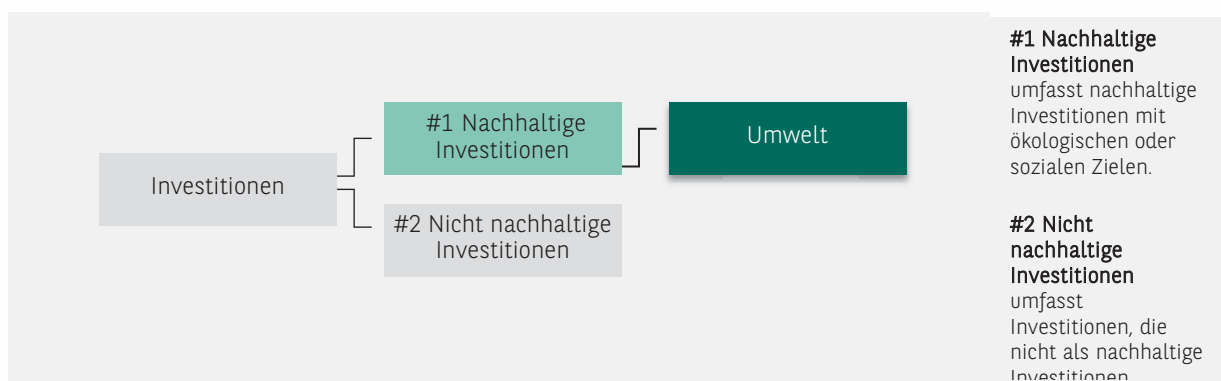 Investitionen
#1 Nachhaltige
Investitionen
Umwelt
#2 Nicht nachhaltige
Investitionen
#1 Nachhaltige
Investitionen
umfasst nachhaltige
Investitionen mit
ökologischen oder
sozialen Zielen.
#2 Nicht
nachhaltige
Investitionen
umfasst
Investitionen, die
nicht als nachhaltige
Investitionen